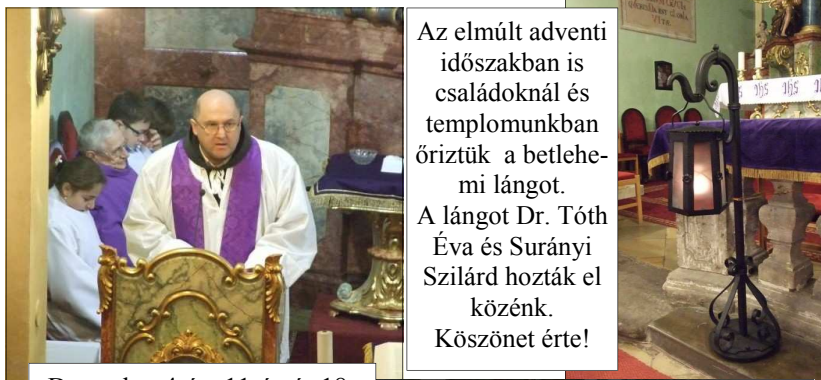 Az elmúlt adventi
időszakban is
családoknál és
templomunkban
őriztük a betlehe-
mi lángot.
A lángot Dr. Tóth
Éva és Surányi
Szilárd hozták el
közénk.
Köszönet érte!